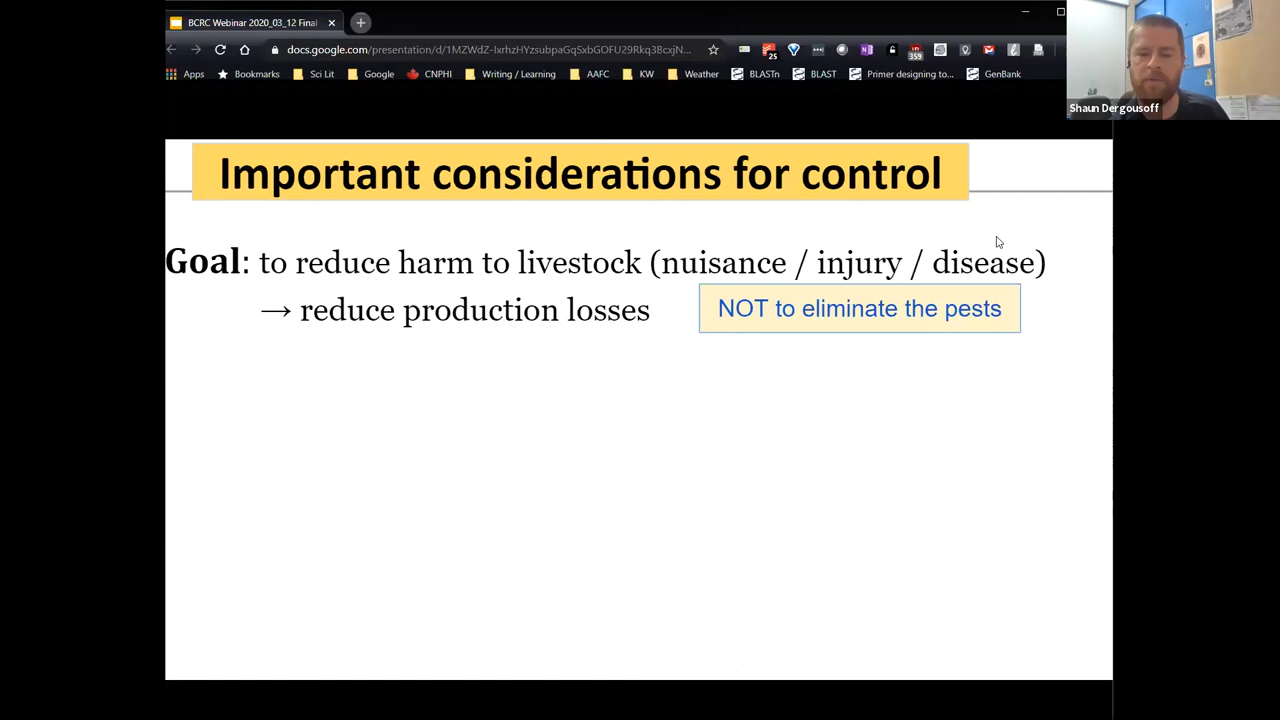 BCRC Webinar 2020_03_12 Final
docs.google.com/presentation/d/1MZWdZ-lxrhzHYzsubpaGqSxbGOFU29Rkq3BcxjN...
25
359
Apps
Bookmarks
Sci Lit
Google
CNPHI
Writing / Learning
AAFC
KW
Weather
BLASTn
BLAST
Primer designing to...
GenBank
Shaun Dergousoff
Important considerations for control
Goal: to reduce harm to livestock (nuisance / injury / disease)
→ reduce production losses
NOT to eliminate the pests